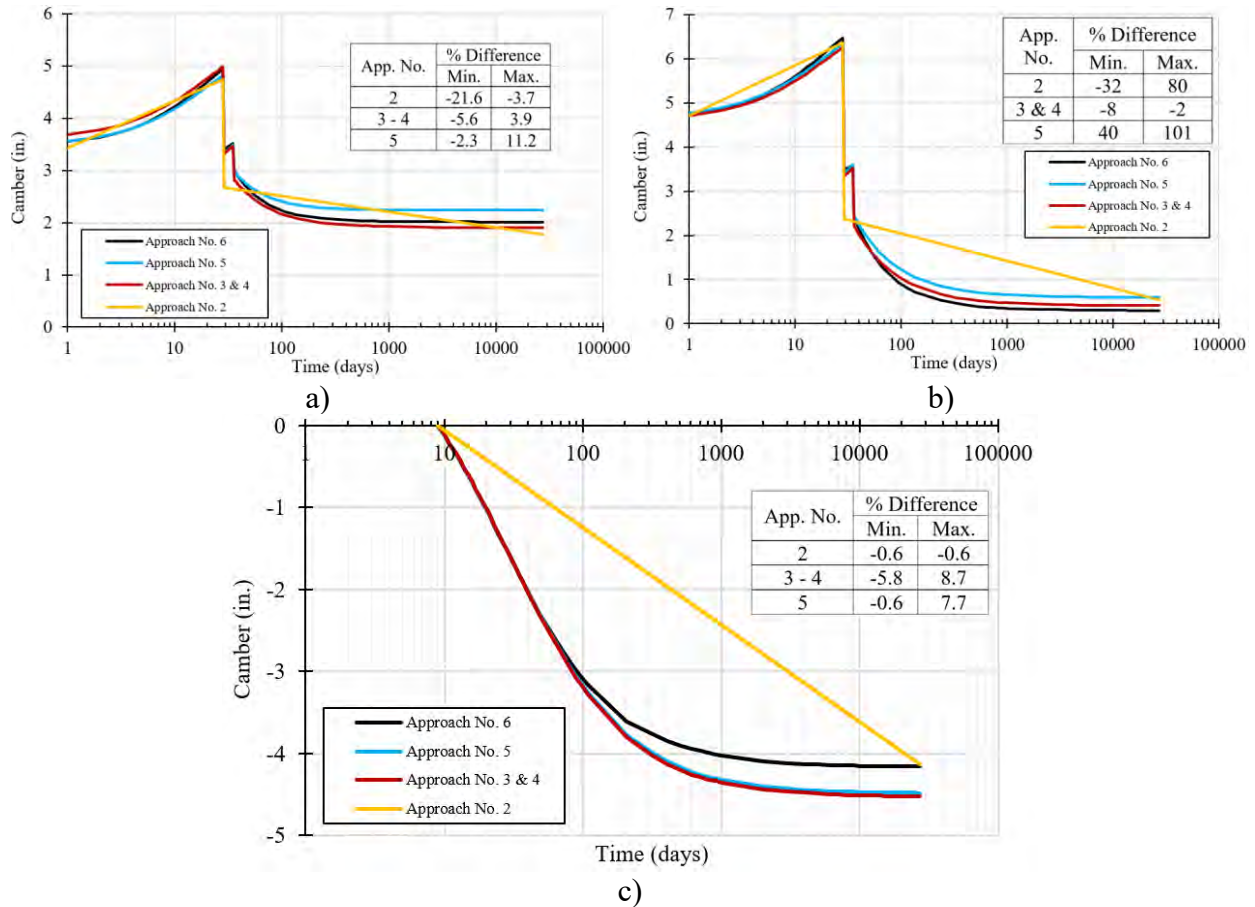 6
5
4
3
2
1
0
Camber (in.)
1 10 100 1000 10000 100000
Time (days)
App. No. % Difference
Min. Max.
2 -21.6 -3.7
3 - 4 -5.6 3.9
5 -2.3 11.2
Approach No. 6
Approach No. 5
Approach No. 3 & 4
Approach No. 2
a)
7
6
5
4
3
2
1
0
Camber (in.)
1 10 100 1000 10000 100000
Time (days)
App. No. % Difference
Min. Max.
2 -32 80
3 & 4 -8 -2
5 40 101
Approach No. 6
Approach No. 5
Approach No. 3 & 4
Approach No. 2
b)
0
-1
-2
-3
-4
-5
Camber (in.)
1 10 100 1000 10000 100000
App. No. % Difference
Min. Max.
2 -0.6 -0.6
3 - 4 -5.8 8.7
5 -0.6 7.7
Approach No. 6
Approach No. 5
Approach No. 3 & 4
Approach No. 2
Time (days)
c)